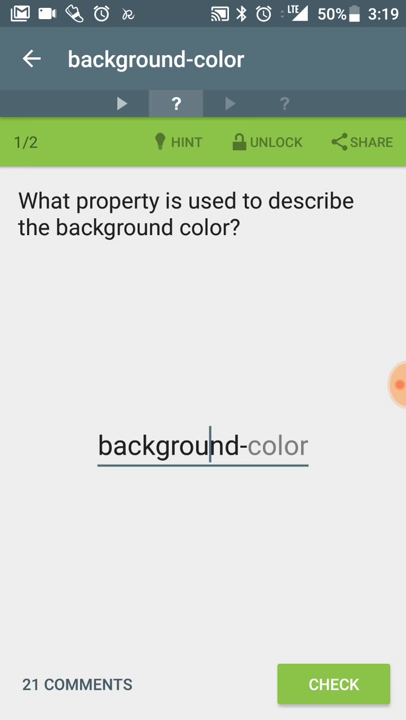 LTE 50% 3:19
background-color
?
?
1/2 HINT UNLOCK SHARE
What property is used to describe
the background color?
background-color
21 COMMENTS CHECK